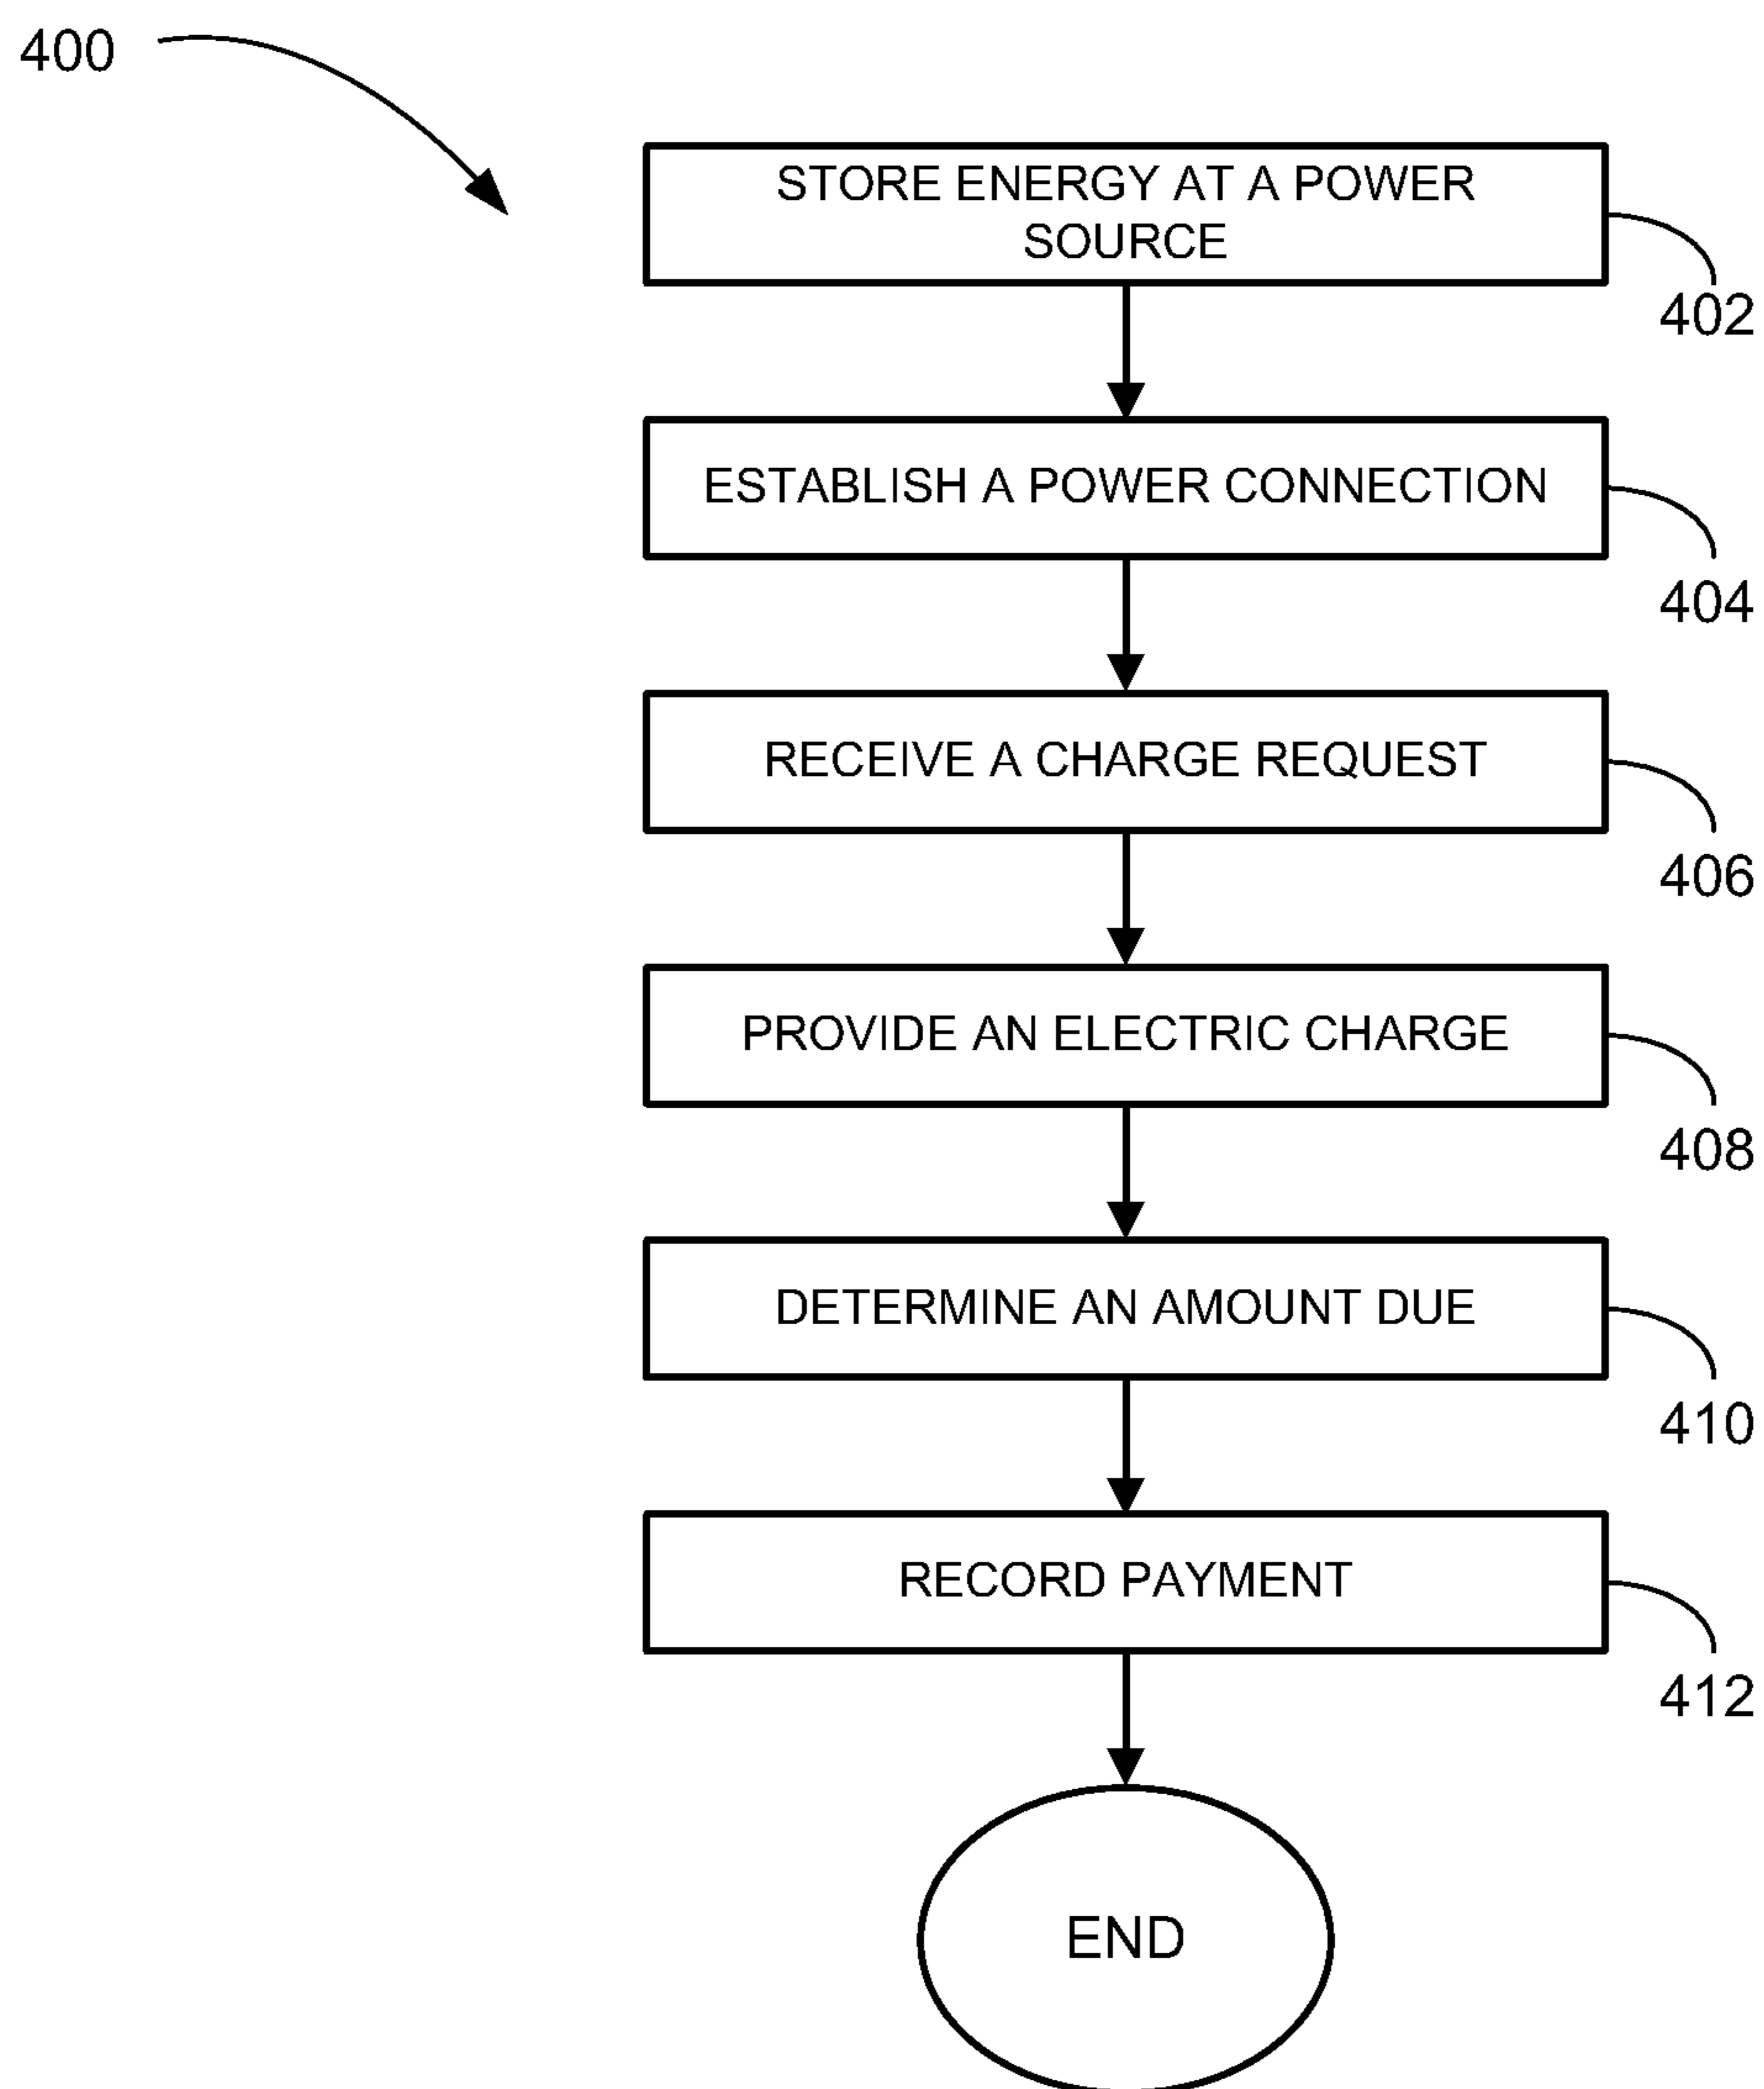 400
STORE ENERGY AT A POWER
SOURCE
402
ESTABLISH A POWER CONNECTION
404
RECEIVE A CHARGE REQUEST
406
PROVIDE AN ELECTRIC CHARGE
408
DETERMINE AN AMOUNT DUE
410
RECORD PAYMENT
412
END